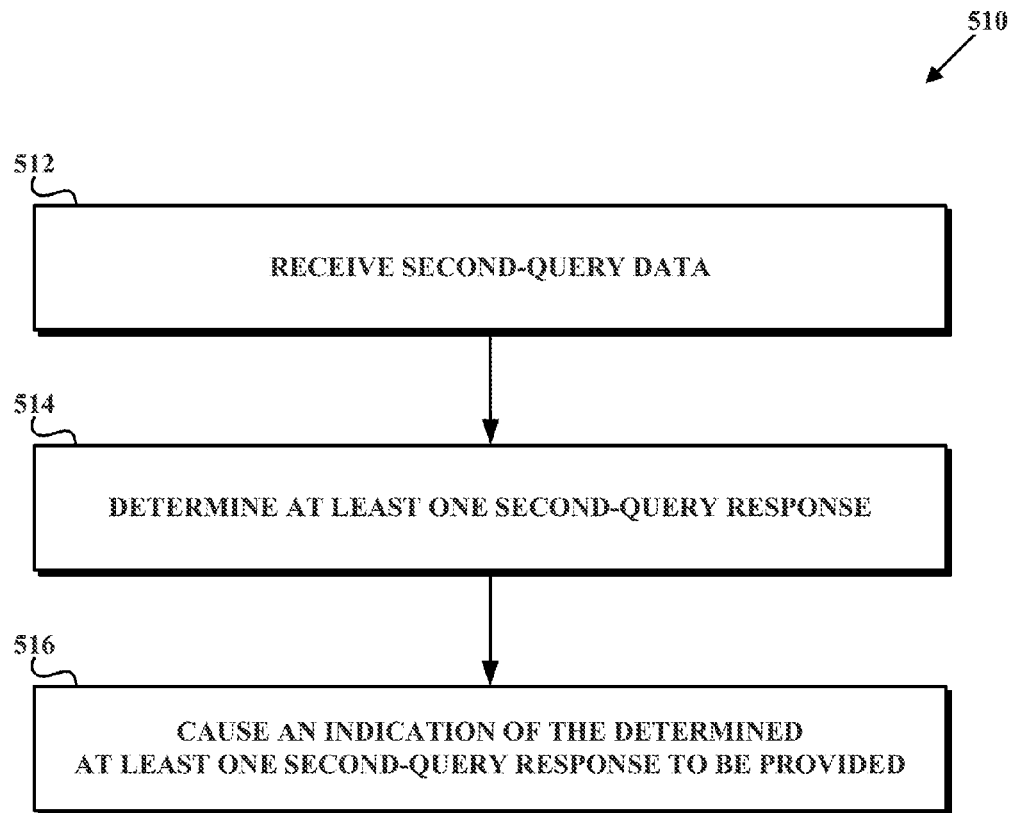 510
512
RECEIVE SECOND-QUERY DATA
514
DETERMINE AT LEAST ONE SECOND-QUERY RESPONSE
516
CAUSE AN INDICATION OF THE DETERMINED
AT LEAST ONE SECOND-QUERY RESPONSE TO BE PROVIDED